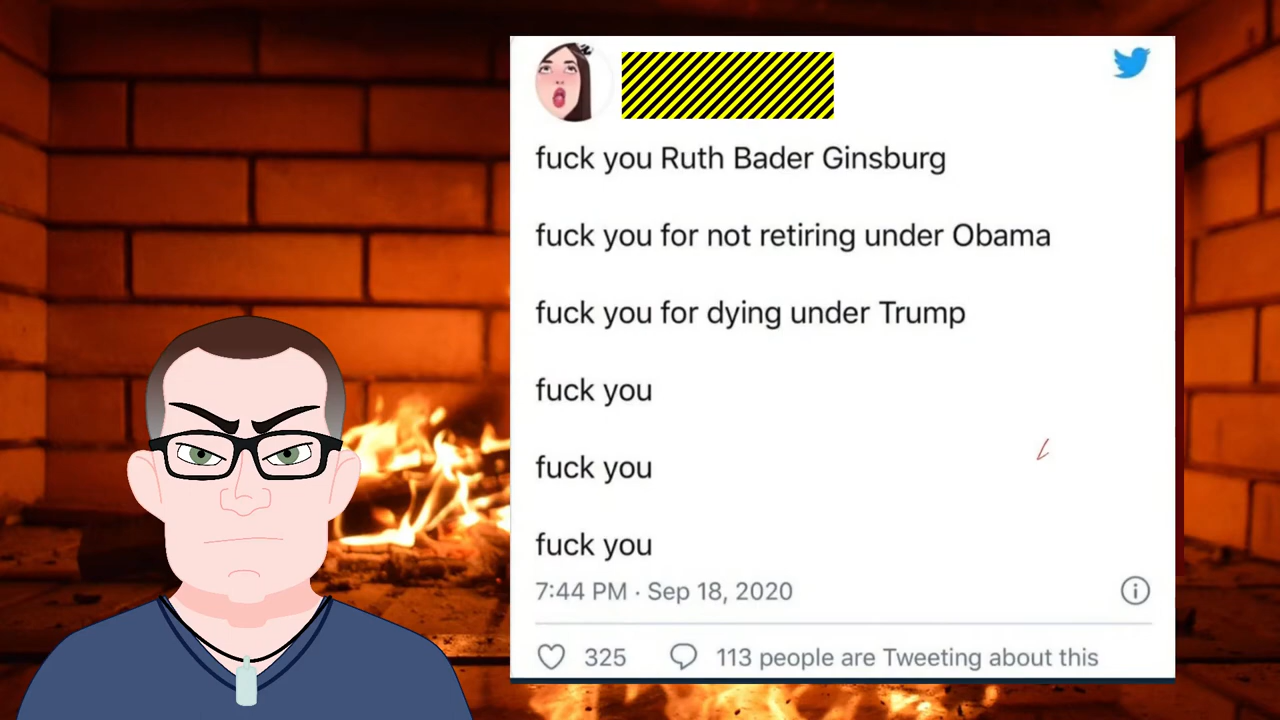 fuck you Ruth Bader Ginsburg
fuck you for not retiring under Obama
fuck you for dying under Trump
fuck you
fuck you
fuck you
7:44 PM · Sep 18, 2020
325
113 people are Tweeting about this